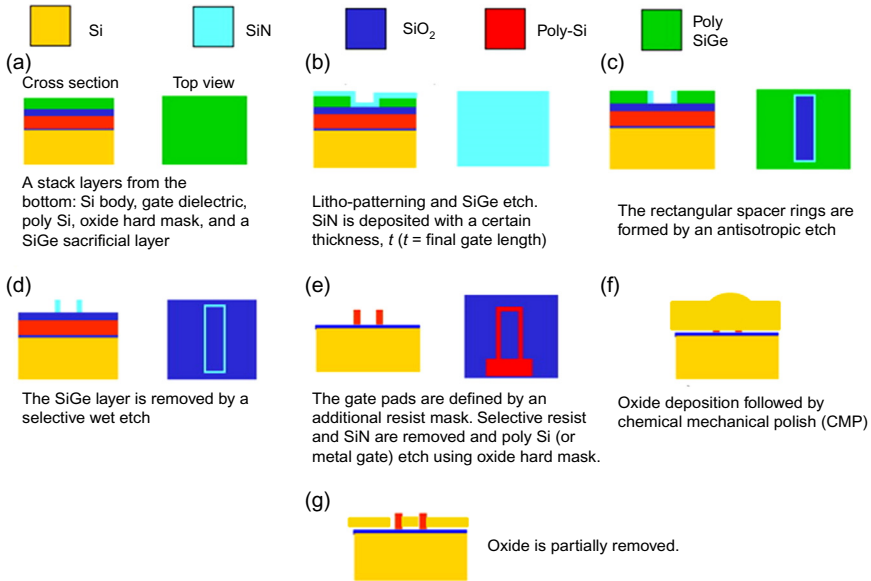 Si
SiN
SiO₂
Poly-Si
Poly
SiGe
(a)
Cross section
Top view
A stack layers from the
bottom: Si body, gate dielectric,
poly Si, oxide hard mask, and a
SiGe sacrificial layer
(b)
Litho-patterning and SiGe etch.
SiN is deposited with a certain
thickness, t (t = final gate length)
(c)
The rectangular spacer rings are
formed by an antisotropic etch
(d)
The SiGe layer is removed by a
selective wet etch
(e)
The gate pads are defined by an
additional resist mask. Selective resist
and SiN are removed and poly Si (or
metal gate) etch using oxide hard mask.
(f)
Oxide deposition followed by
chemical mechanical polish (CMP)
(g)
Oxide is partially removed.